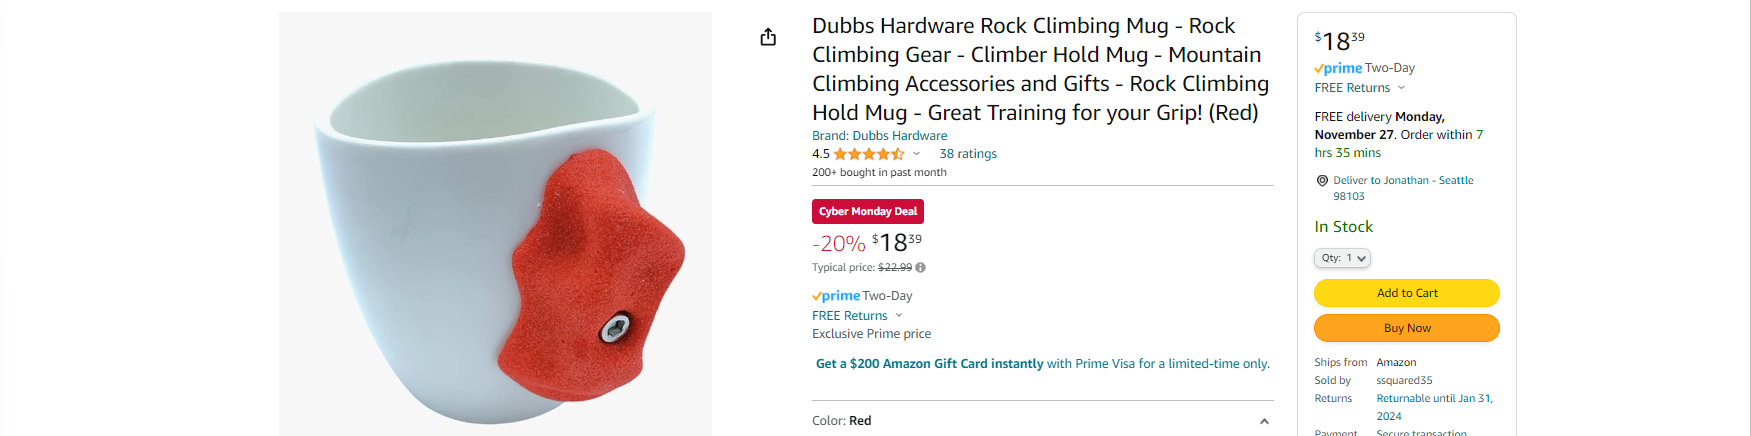 Dubbs Hardware Rock Climbing Mug - Rock
Climbing Gear - Climber Hold Mug - Mountain
Climbing Accessories and Gifts - Rock Climbing
Hold Mug - Great Training for your Grip! (Red)
Brand: Dubbs Hardware
4.5 38 ratings
200+ bought in past month
Cyber Monday Deal
-20% $18 39
Typical price: $22.99
prime Two-Day
FREE Returns
Exclusive Prime price
Get a $200 Amazon Gift Card instantly with Prime Visa for a limited-time only.
Color: Red
$18 39
prime Two-Day
FREE Returns
FREE delivery Monday,
November 27. Order within 7
hrs 35 mins
Deliver to Jonathan - Seattle
98103
In Stock
Qty: 1
Add to Cart
Buy Now
Ships from Amazon
Sold by ssquared35
Returns Returnable until Jan 31,
2024
Payment Secure transaction